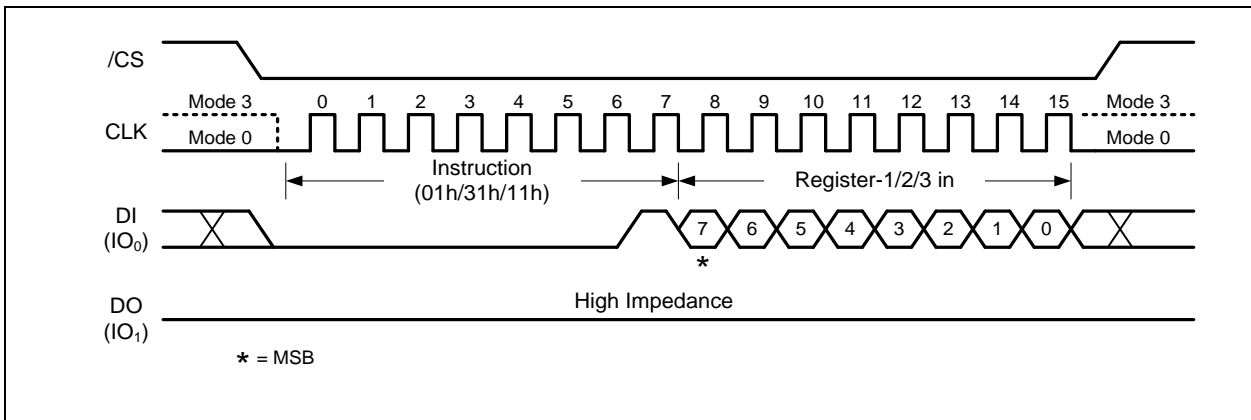 /CS
Mode 3 0 1 2 3 4 5 6 7 8 9 10 11 12 13 14 15 Mode 3
CLK
Mode 0 Mode 0
Instruction
(01h/31h/11h)
Register-1/2/3 in
DI
(IO₀)
7 6 5 4 3 2 1 0
*
High Impedance
DO
(IO₁)
* = MSB